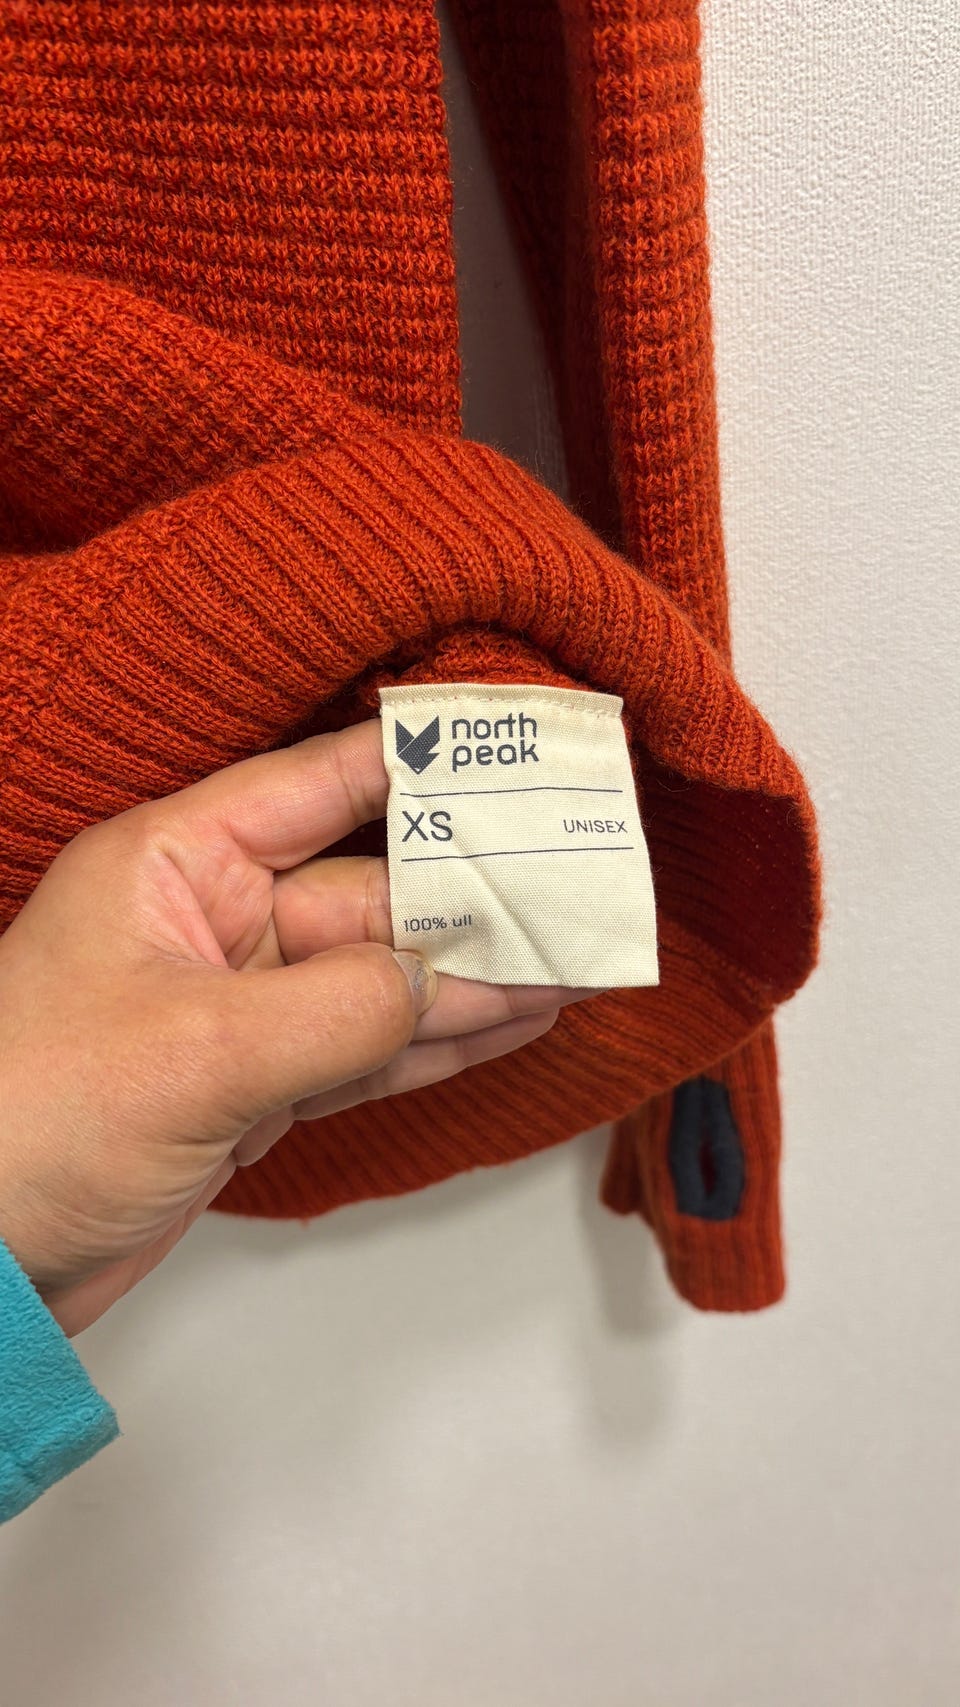 north
peak
XS UNISEX
100% ull